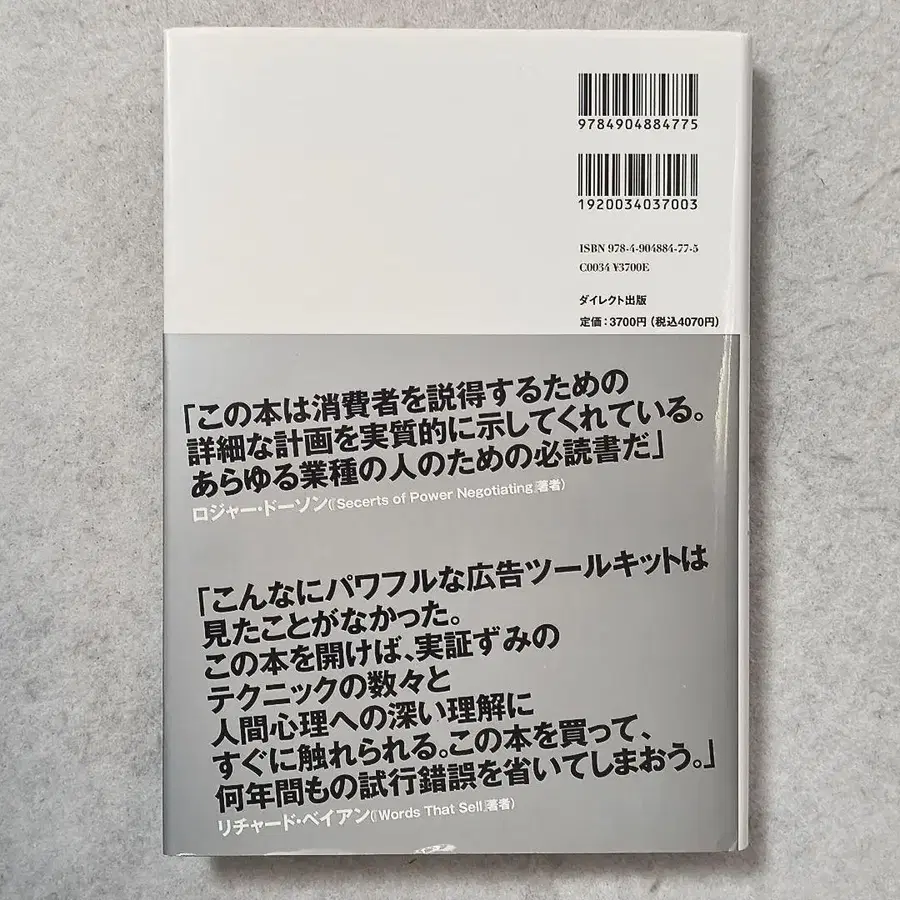 9784904884775
1920034037003
ISBN 978-4-904884-77-5
C0034 ¥3700E
ダイレクト出版
定価：3700円（税込4070円）
「この本は消費者を説得するための
詳細な計画を実質的に示してくれている。
あらゆる業種の人のための必読書だ」
ロジャー・ドーソン（『Secerts of Power Negotiating』著者）
「こんなにパワフルな広告ツールキットは
見たことがなかった。
この本を開けば、実証ずみの
テクニックの数々と
人間心理への深い理解に
すぐに触れられる。この本を買って、
何年間もの試行錯誤を省いてしまおう。」
リチャード・ベイアン（『Words That Sell』著者）